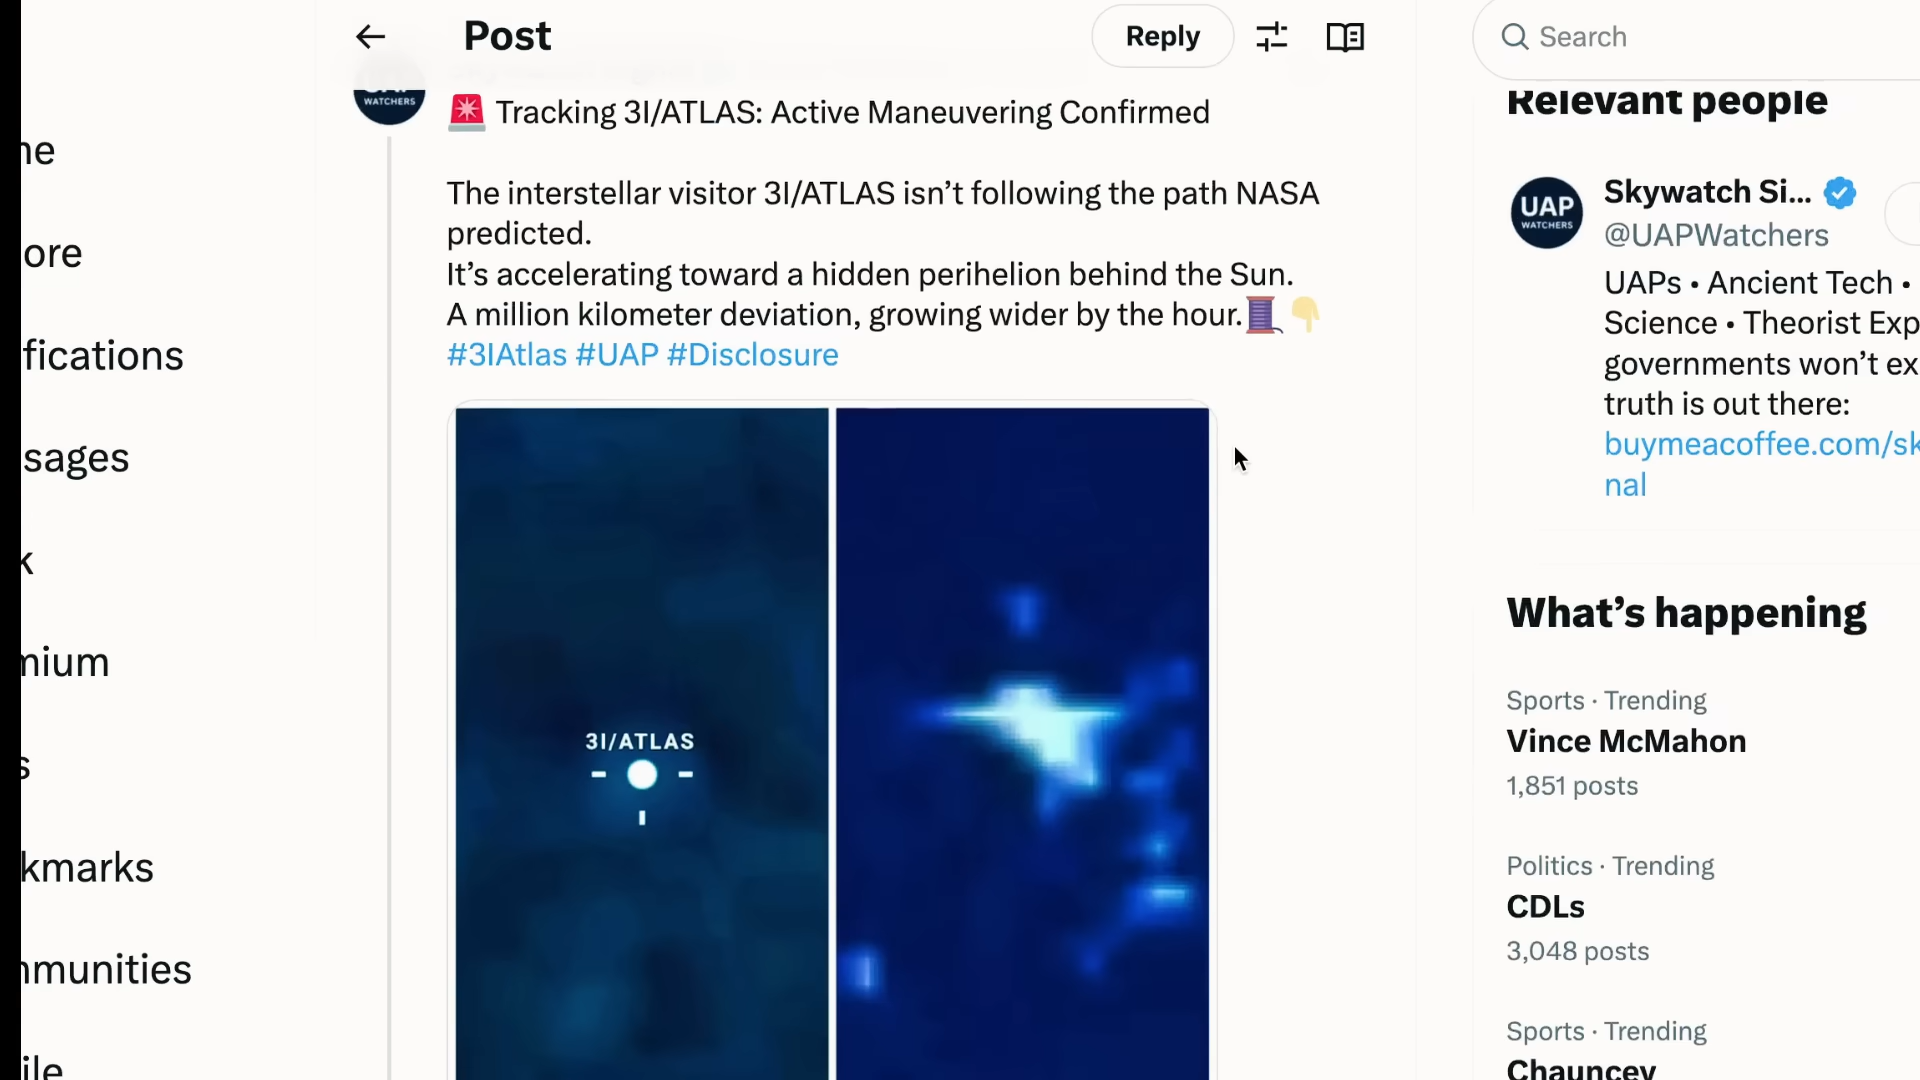 Post
Reply
Search
WATCHERS
🚨 Tracking 3I/ATLAS: Active Maneuvering Confirmed
The interstellar visitor 3I/ATLAS isn’t following the path NASA
predicted.
It’s accelerating toward a hidden perihelion behind the Sun.
A million kilometer deviation, growing wider by the hour.🧵👇
#3IAtlas #UAP #Disclosure
3I/ATLAS
ore
fications
sages
mium
kmarks
mmunities
Relevant people
UAP
WATCHERS
Skywatch Si...
@UAPWatchers
UAPs • Ancient Tech •
Science • Theorist Exp
governments won’t ex
truth is out there:
buymeacoffee.com/sk
nal
What’s happening
Sports · Trending
Vince McMahon
1,851 posts
Politics · Trending
CDLs
3,048 posts
Sports · Trending
Chauncey